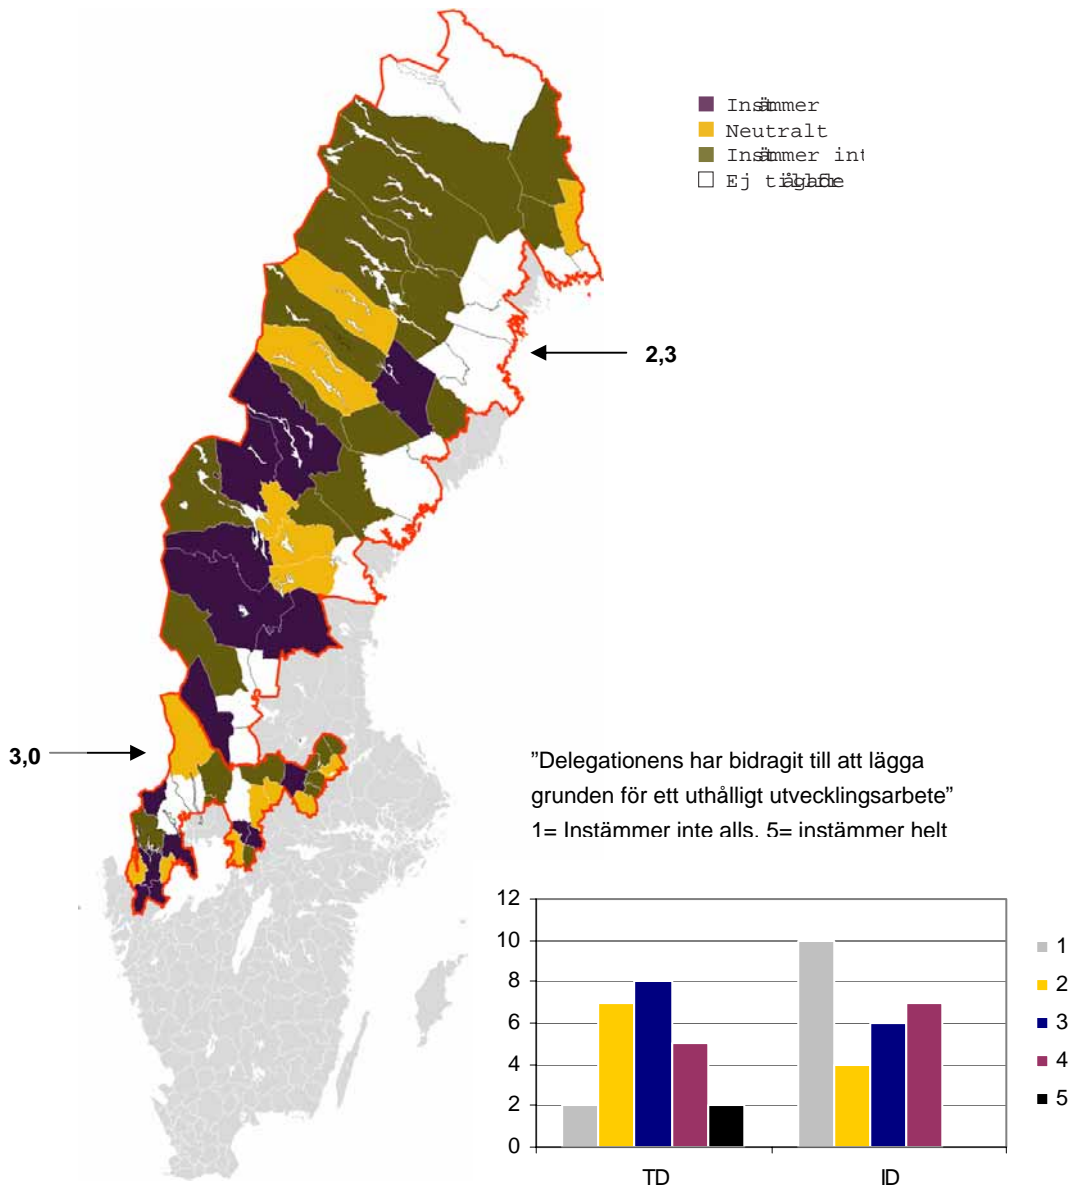 Neutralt
2,3
3,0
”Delegationens har bidragit till att lägga
grunden för ett uthålligt utvecklingsarbete”
1= Instämmer inte alls. 5= instämmer helt
12
10
8
6
4
2
0
TD
ID
1
2
3
4
5